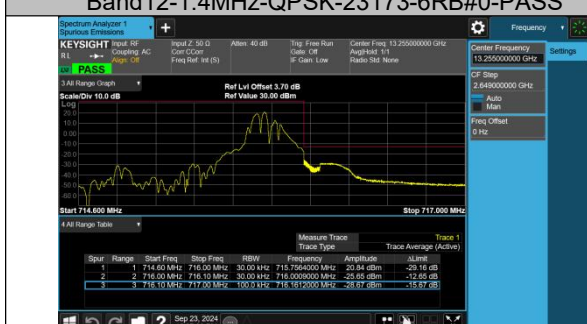 Band12-1.4MHz-QPSK-23173-6RB#0-PASS
Spectrum Analyzer 1
Spurious Emissions
Frequency
KEYSIGHT Input: RF Input Z: 50 Ω Atten: 40 dB Trig: Free Run Center Freq: 13.255000000 GHz
RL Coupling: AC Corr CCorr Gate: Off Avg|Hold: 1/1
Align: Off Freq Ref: Int (S) IF Gain: Low Radio Std: None
PASS
Center Frequency
13.255000000 GHz
Settings
CF Step
2.649000000 GHz
Auto
Man
Freq Offset
0 Hz
3 All Range Graph
Ref Lvl Offset 3.70 dB
Scale/Div 10.0 dB Ref Value 30.00 dBm
Log
20.0
10.0
0.00
-10.0
-20.0
-30.0
-40.0
-50.0
-60.0
Start 714.600 MHz Stop 717.000 MHz
4 All Range Table
Measure Trace Trace 1
Trace Type Trace Average (Active)
Spur Range Start Freq Stop Freq RBW Frequency Amplitude ΔLimit
1 1 714.60 MHz 716.00 MHz 30.00 kHz 715.7564000 MHz 20.84 dBm -29.16 dB
2 2 716.00 MHz 716.10 MHz 30.00 kHz 716.0009000 MHz -25.65 dBm -12.65 dB
3 3 716.10 MHz 717.00 MHz 100.0 kHz 716.1612000 MHz -28.67 dBm -15.67 dB
Sep 23, 2024